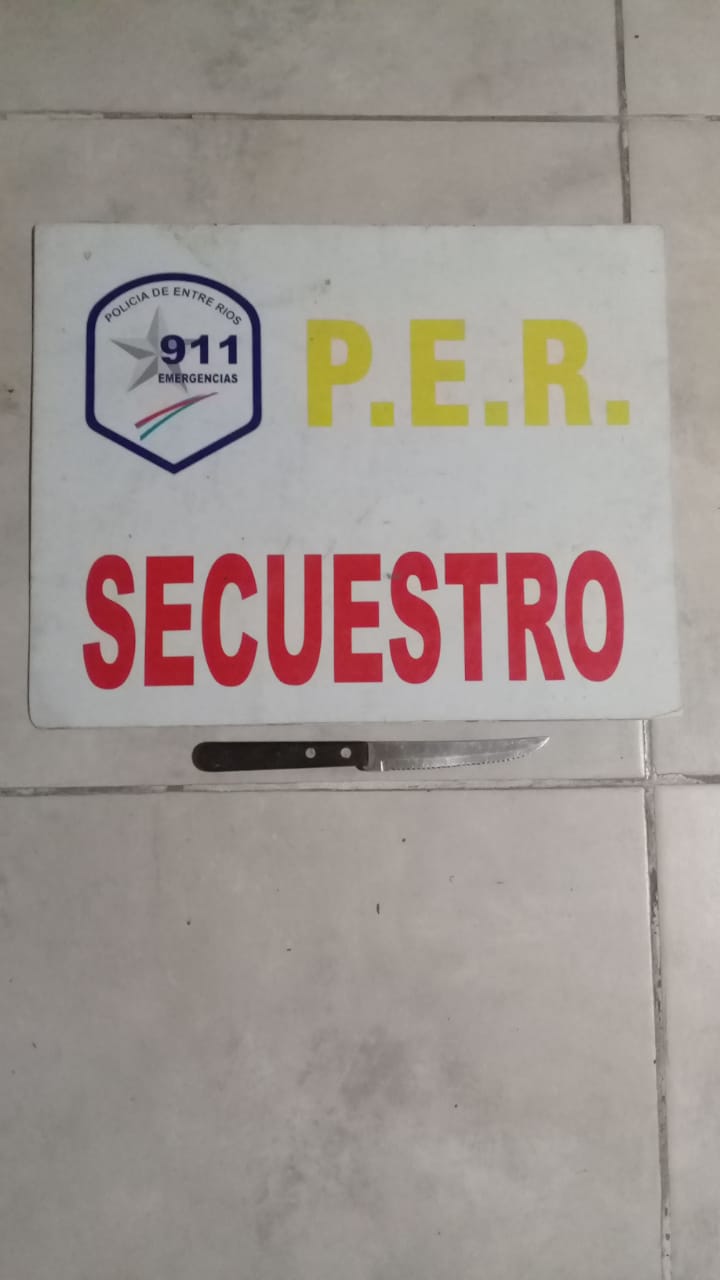 POLICIA DE ENTRE RIOS
911
EMERGENCIAS
P.E.R.
SECUESTRO